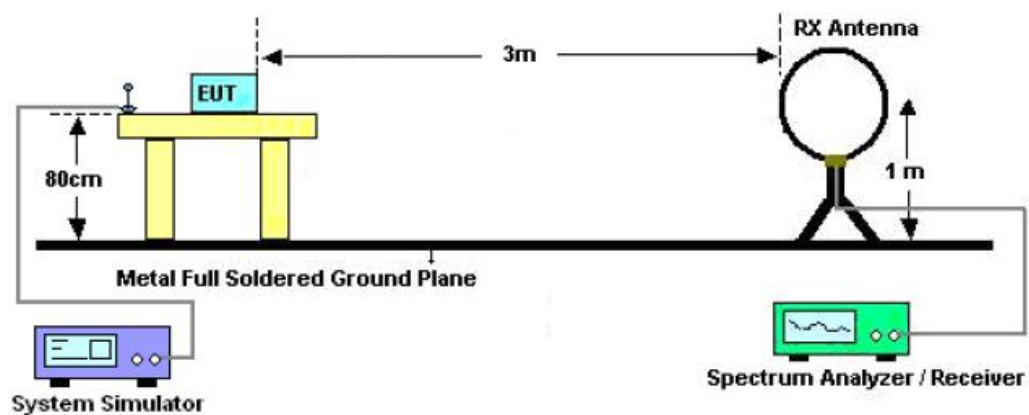 RX Antenna
3m
EUT
80cm
1 m
Metal Full Soldered Ground Plane
System Simulator
Spectrum Analyzer / Receiver